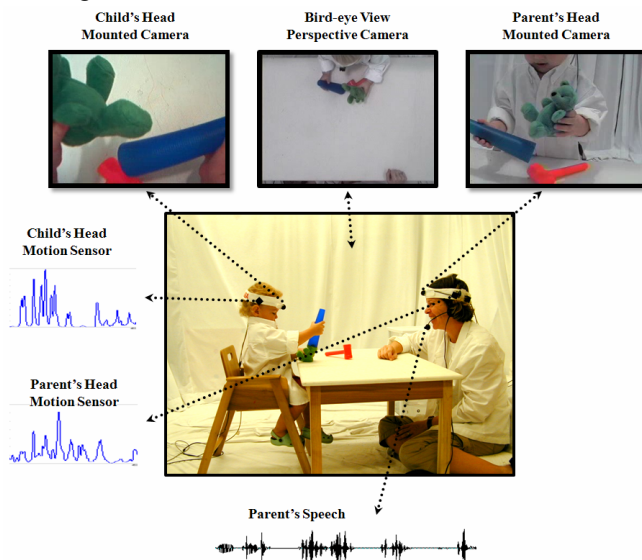 Child's Head
Mounted Camera
Bird-eye View
Perspective Camera
Parent's Head
Mounted Camera
Child's Head
Motion Sensor
Parent's Head
Motion Sensor
Parent's Speech